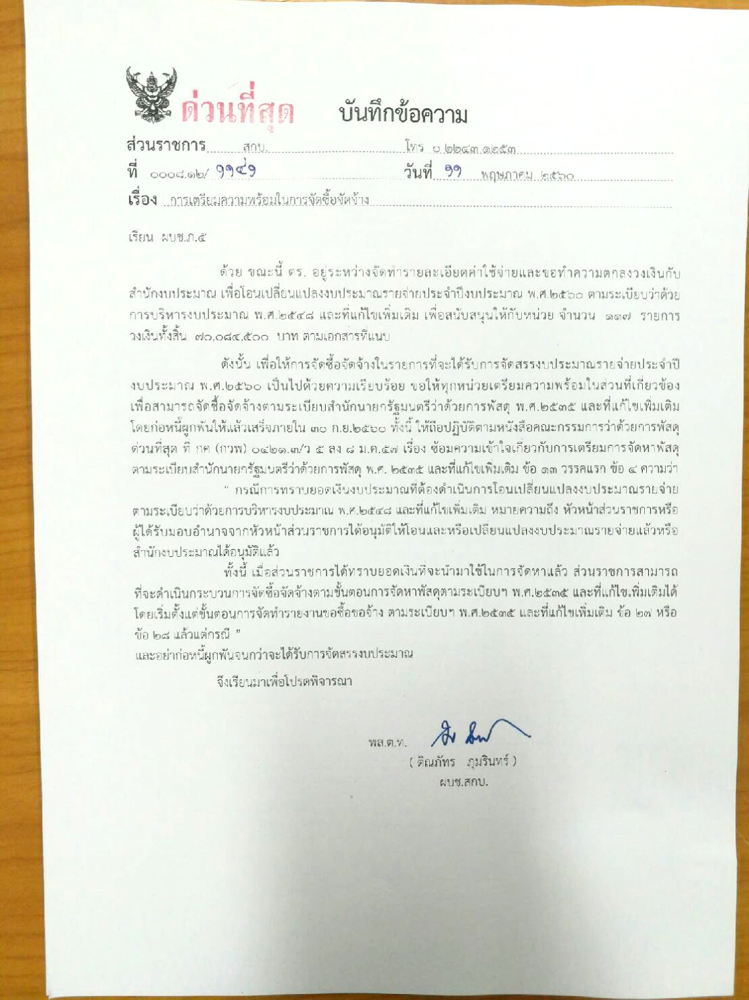 ด่วนที่สุด บันทึกข้อความ
ส่วนราชการ สกบ. โทร ๐ ๒๒๔๓ ๑๒๕๓
ที่ ๐๐๐๘.๑๒/ ๑๑๔๑ วันที่ ๑๑ พฤษภาคม ๒๕๖๐
เรื่อง การเตรียมความพร้อมในการจัดซื้อจัดจ้าง
เรียน ผบช.ภ.๕
ด้วย ขณะนี้ ตร. อยู่ระหว่างจัดทำรายละเอียดค่าใช้จ่ายและขอทำความตกลงวงเงินกับ
สำนักงบประมาณ เพื่อโอนเปลี่ยนแปลงงบประมาณรายจ่ายประจำปีงบประมาณ พ.ศ.๒๕๖๐ ตามระเบียบว่าด้วย
การบริหารงบประมาณ พ.ศ.๒๕๔๘ และที่แก้ไขเพิ่มเติม เพื่อสนับสนุนให้กับหน่วย จำนวน ๑๑๗ รายการ
วงเงินทั้งสิ้น ๗๐,๐๘๔,๕๐๐ บาท ตามเอกสารที่แนบ
ดังนั้น เพื่อให้การจัดซื้อจัดจ้างในรายการที่จะได้รับการจัดสรรงบประมาณรายจ่ายประจำปี
งบประมาณ พ.ศ.๒๕๖๐ เป็นไปด้วยความเรียบร้อย ขอให้ทุกหน่วยเตรียมความพร้อมในส่วนที่เกี่ยวข้อง
เพื่อสามารถจัดซื้อจัดจ้างตามระเบียบสำนักนายกรัฐมนตรีว่าด้วยการพัสดุ พ.ศ.๒๕๓๕ และที่แก้ไขเพิ่มเติม
โดยก่อหนี้ผูกพันให้แล้วเสร็จภายใน ๓๐ ก.ย.๒๕๖๐ ทั้งนี้ ให้ถือปฏิบัติตามหนังสือคณะกรรมการว่าด้วยการพัสดุ
ด่วนที่สุด ที่ กค (กวพ) ๐๔๒๑.๓/ว ๕ ลง ๘ ม.ค.๕๗ เรื่อง ซ้อมความเข้าใจเกี่ยวกับการเตรียมการจัดหาพัสดุ
ตามระเบียบสำนักนายกรัฐมนตรีว่าด้วยการพัสดุ พ.ศ. ๒๕๓๕ และที่แก้ไขเพิ่มเติม ข้อ ๑๓ วรรคแรก ข้อ ๔ ความว่า
“ กรณีการทราบยอดเงินงบประมาณที่ต้องดำเนินการโอนเปลี่ยนแปลงงบประมาณรายจ่าย
ตามระเบียบว่าด้วยการบริหารงบประมาณ พ.ศ.๒๕๔๘ และที่แก้ไขเพิ่มเติม หมายความถึง หัวหน้าส่วนราชการหรือ
ผู้ได้รับมอบอำนาจจากหัวหน้าส่วนราชการได้อนุมัติให้โอนและหรือเปลี่ยนแปลงงบประมาณรายจ่ายแล้วหรือ
สำนักงบประมาณได้อนุมัติแล้ว
ทั้งนี้ เมื่อส่วนราชการได้ทราบยอดเงินที่จะนำมาใช้ในการจัดหาแล้ว ส่วนราชการสามารถ
ที่จะดำเนินกระบวนการจัดซื้อจัดจ้างตามขั้นตอนการจัดหาพัสดุตามระเบียบฯ พ.ศ.๒๕๓๕ และที่แก้ไขเพิ่มเติมได้
โดยเริ่มตั้งแต่ขั้นตอนการจัดทำรายงานขอซื้อขอจ้าง ตามระเบียบฯ พ.ศ.๒๕๓๕ และที่แก้ไขเพิ่มเติม ข้อ ๒๗ หรือ
ข้อ ๒๘ แล้วแต่กรณี ”
และอย่าก่อหนี้ผูกพันจนกว่าจะได้รับการจัดสรรงบประมาณ
จึงเรียนมาเพื่อโปรดพิจารณา
พล.ต.ท.
( ติณภัทร ภุมรินทร์ )
ผบช.สกบ.